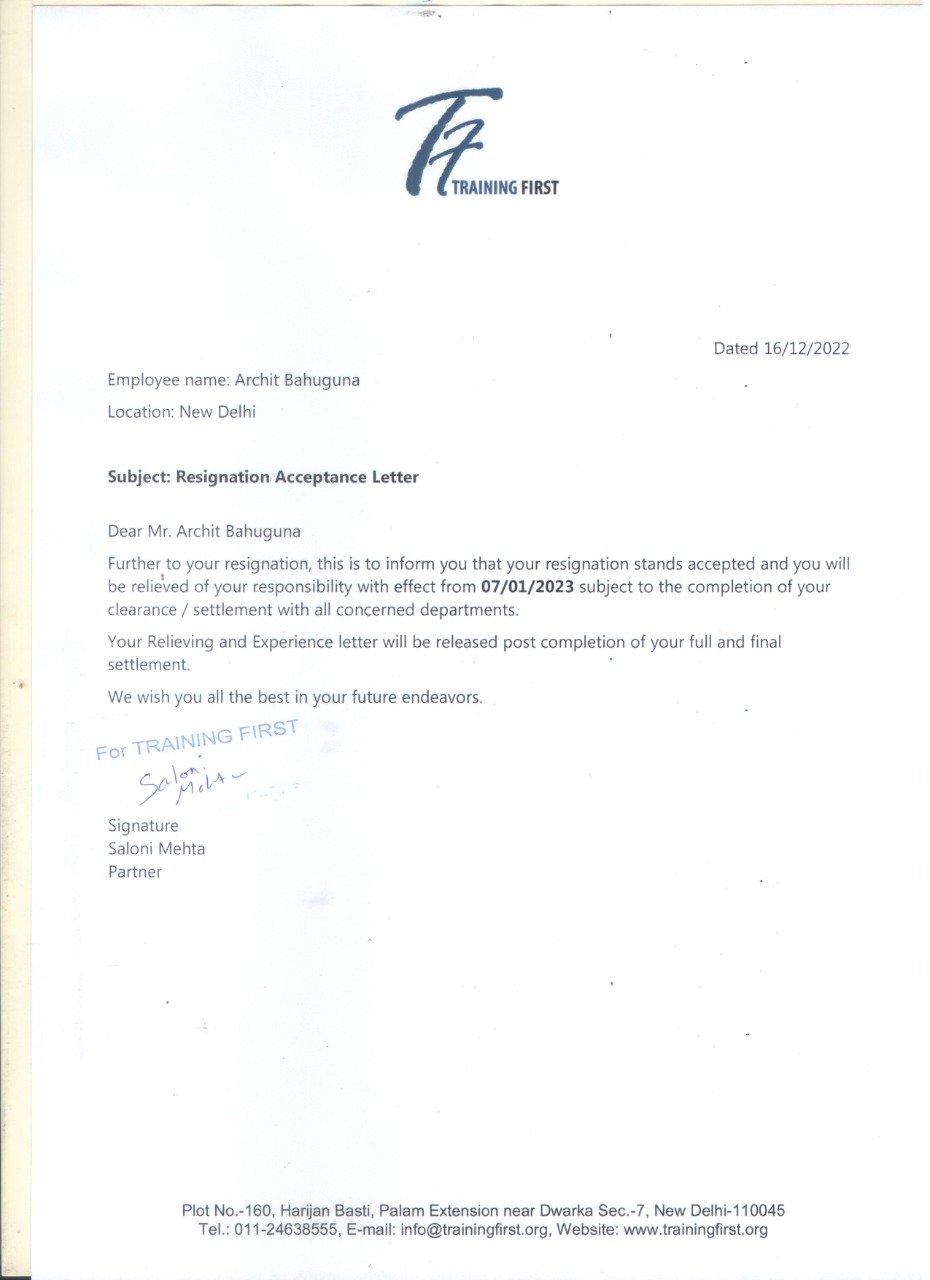 TF
TRAINING FIRST
Dated 16/12/2022
Employee name: Archit Bahuguna
Location: New Delhi
Subject: Resignation Acceptance Letter
Dear Mr. Archit Bahuguna
Further to your resignation, this is to inform you that your resignation stands accepted and you will
be relieved of your responsibility with effect from 07/01/2023 subject to the completion of your
clearance / settlement with all concerned departments.
Your Relieving and Experience letter will be released post completion of your full and final
settlement.
We wish you all the best in your future endeavors.
For TRAINING FIRST
Saloni
Mehta
Signature
Saloni Mehta
Partner
Plot No.-160, Harijan Basti, Palam Extension near Dwarka Sec.-7, New Delhi-110045
Tel.: 011-24638555, E-mail: info@trainingfirst.org, Website: www.trainingfirst.org